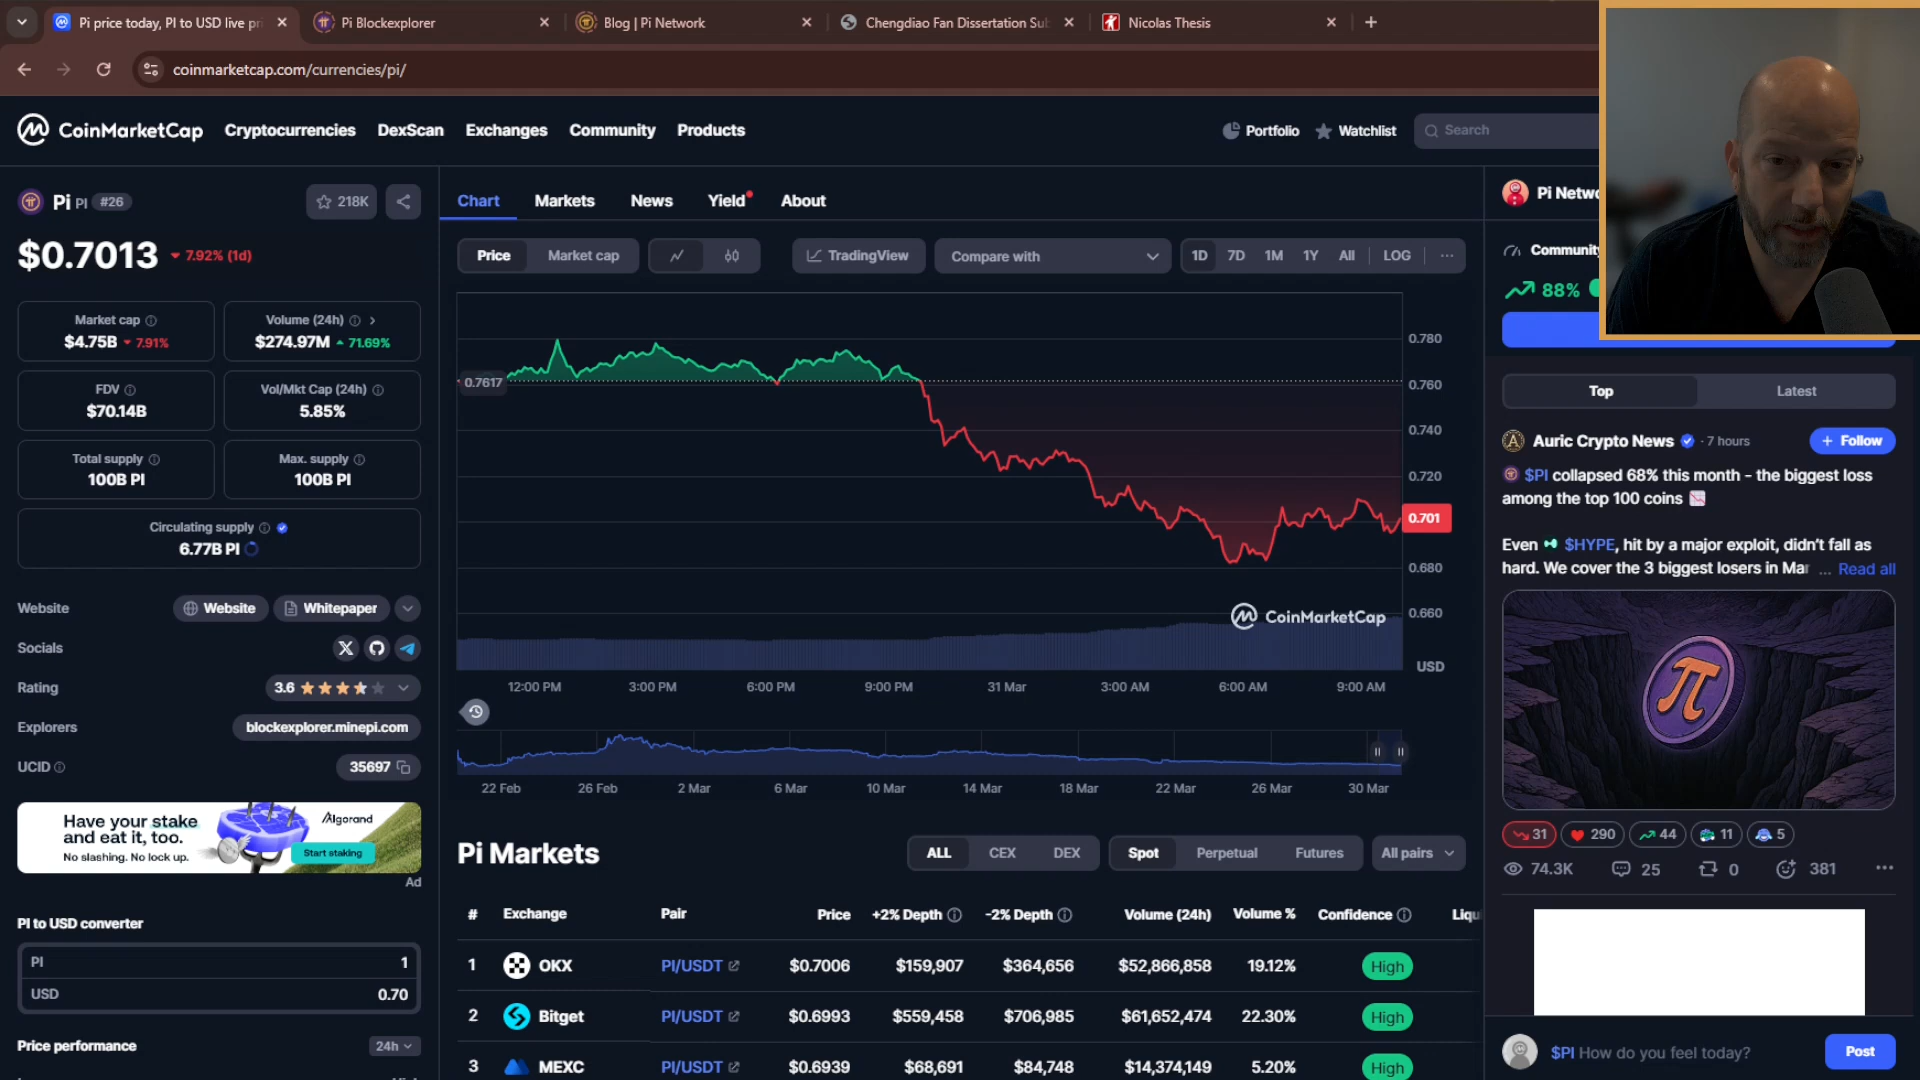 Pi price today, PI to USD live pri
Pi Blockexplorer
Blog | Pi Network
Chengdiao Fan Dissertation Sub
Nicolas Thesis
coinmarketcap.com/currencies/pi/
CoinMarketCap
Cryptocurrencies
DexScan
Exchanges
Community
Products
Portfolio
Watchlist
Search
Pi PI #26
218K
$0.7013 7.92% (1d)
Market cap
$4.75B 7.91%
Volume (24h)
$274.97M 71.69%
FDV
$70.14B
Vol/Mkt Cap (24h)
5.85%
Total supply
100B PI
Max. supply
100B PI
Circulating supply
6.77B PI
Website Website Whitepaper
Socials
Rating 3.6
Explorers blockexplorer.minepi.com
UCID 35697
Have your stake
and eat it, too.
No slashing. No lock up.
Algorand
Start staking
Ad
PI to USD converter
PI 1
USD 0.70
Price performance 24h
Chart Markets News Yield About
Price Market cap TradingView Compare with 1D 7D 1M 1Y All LOG ...
0.7617
0.780
0.760
0.740
0.720
0.701
0.680
0.660
CoinMarketCap
USD
12:00 PM 3:00 PM 6:00 PM 9:00 PM 31 Mar 3:00 AM 6:00 AM 9:00 AM
22 Feb 26 Feb 2 Mar 6 Mar 10 Mar 14 Mar 18 Mar 22 Mar 26 Mar 30 Mar
Pi Markets
ALL CEX DEX Spot Perpetual Futures All pairs
# Exchange Pair Price +2% Depth -2% Depth Volume (24h) Volume % Confidence Liqu
1 OKX PI/USDT $0.7006 $159,907 $364,656 $52,866,858 19.12% High
2 Bitget PI/USDT $0.6993 $559,458 $706,985 $61,652,474 22.30% High
3 MEXC PI/USDT $0.6939 $68,691 $84,748 $14,374,149 5.20% High
Pi Netwo
Community
88%
Top Latest
Auric Crypto News · 7 hours + Follow
$PI collapsed 68% this month - the biggest loss
among the top 100 coins
Even $HYPE, hit by a major exploit, didn't fall as
hard. We cover the 3 biggest losers in Mar ... Read all
π
31 290 44 11 5
74.3K 25 0 381 ...
$PI How do you feel today? Post